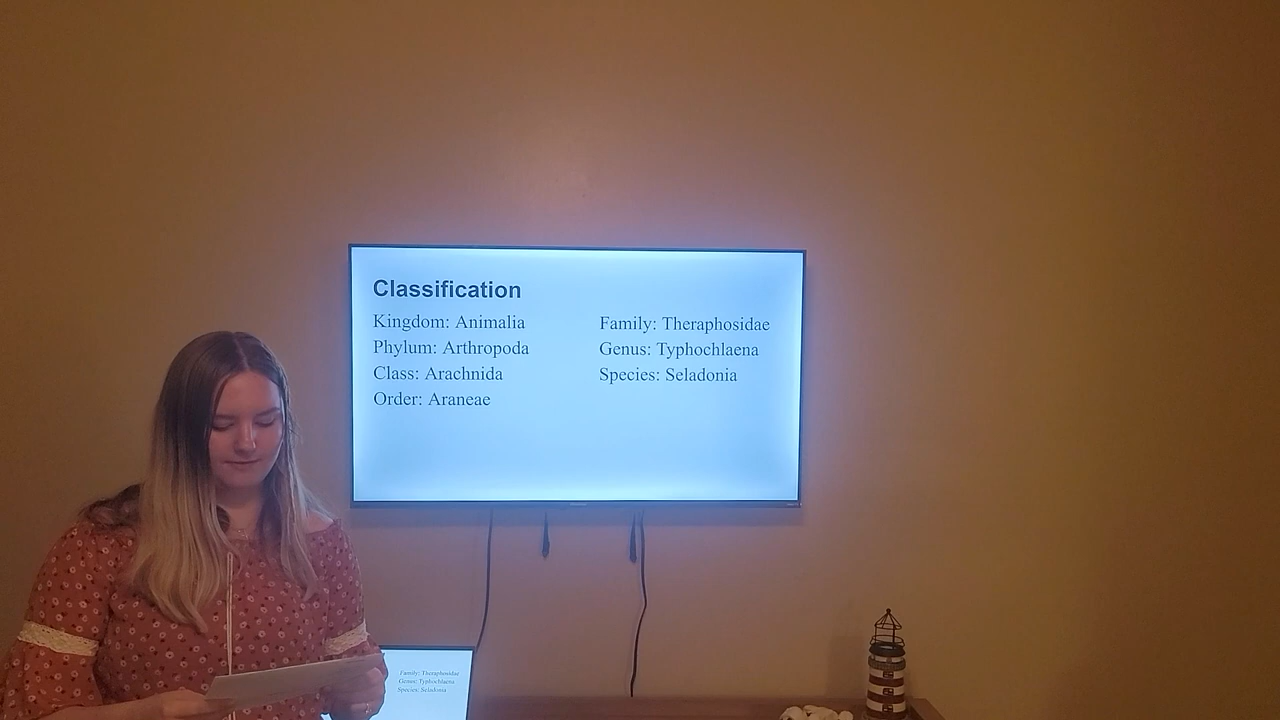 Classification
Kingdom: Animalia
Phylum: Arthropoda
Class: Arachnida
Order: Araneae
Family: Theraphosidae
Genus: Typhochlaena
Species: Seladonia
Family: Theraphosidae
Genus: Typhochlaena
Species: Seladonia